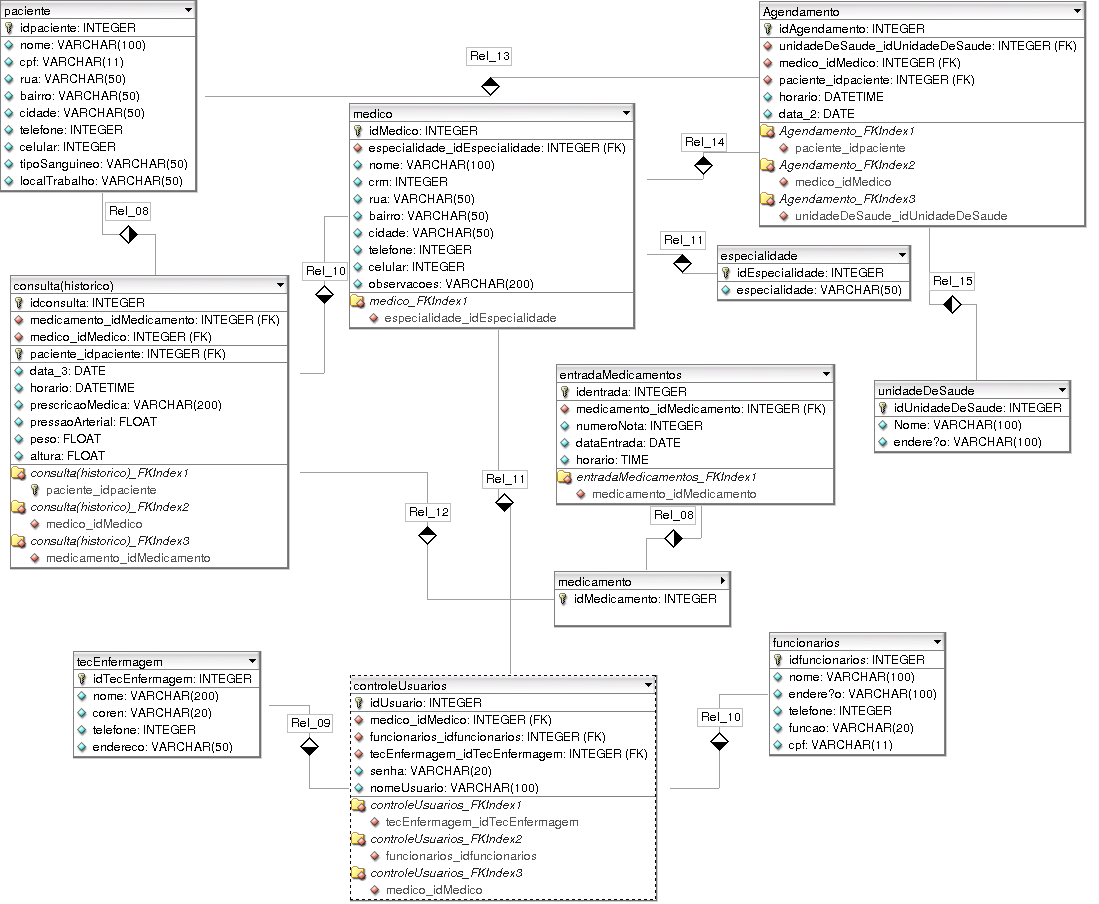 paciente
idpaciente: INTEGER
nome: VARCHAR(100)
cpf: VARCHAR(11)
rua: VARCHAR(50)
bairro: VARCHAR(50)
cidade: VARCHAR(50)
telefone: INTEGER
celular: INTEGER
tipoSanguineo: VARCHAR(50)
localTrabalho: VARCHAR(50)
Rel_13
Agendamento
idAgendamento: INTEGER
unidadeDeSaude_idUnidadeDeSaude: INTEGER (FK)
medico_idMedico: INTEGER (FK)
paciente_idpaciente: INTEGER (FK)
horario: DATETIME
data_2: DATE
Agendamento_FKIndex1
paciente_idpaciente
Agendamento_FKIndex2
medico_idMedico
Agendamento_FKIndex3
unidadeDeSaude_idUnidadeDeSaude
medico
idMedico: INTEGER
especialidade_idEspecialidade: INTEGER (FK)
nome: VARCHAR(100)
crm: INTEGER
rua: VARCHAR(50)
bairro: VARCHAR(50)
cidade: VARCHAR(50)
telefone: INTEGER
celular: INTEGER
observacoes: VARCHAR(200)
medico_FKIndex1
especialidade_idEspecialidade
Rel_14
Rel_08
Rel_10
Rel_11
especialidade
idEspecialidade: INTEGER
especialidade: VARCHAR(50)
Rel_15
consulta(historico)
idconsulta: INTEGER
medicamento_idMedicamento: INTEGER (FK)
medico_idMedico: INTEGER (FK)
paciente_idpaciente: INTEGER (FK)
data_3: DATE
horario: DATETIME
prescricaoMedica: VARCHAR(200)
pressaoArterial: FLOAT
peso: FLOAT
altura: FLOAT
consulta(historico)_FKIndex1
paciente_idpaciente
consulta(historico)_FKIndex2
medico_idMedico
consulta(historico)_FKIndex3
medicamento_idMedicamento
entradaMedicamentos
identrada: INTEGER
medicamento_idMedicamento: INTEGER (FK)
numeroNota: INTEGER
dataEntrada: DATE
horario: TIME
entradaMedicamentos_FKIndex1
medicamento_idMedicamento
unidadeDeSaude
idUnidadeDeSaude: INTEGER
Nome: VARCHAR(100)
endere?o: VARCHAR(100)
Rel_11
Rel_12
Rel_08
medicamento
idMedicamento: INTEGER
tecEnfermagem
idTecEnfermagem: INTEGER
nome: VARCHAR(200)
coren: VARCHAR(20)
telefone: INTEGER
endereco: VARCHAR(50)
Rel_09
controleUsuarios
idUsuario: INTEGER
medico_idMedico: INTEGER (FK)
funcionarios_idfuncionarios: INTEGER (FK)
tecEnfermagem_idTecEnfermagem: INTEGER (FK)
senha: VARCHAR(20)
nomeUsuario: VARCHAR(100)
controleUsuarios_FKIndex1
tecEnfermagem_idTecEnfermagem
controleUsuarios_FKIndex2
funcionarios_idfuncionarios
controleUsuarios_FKIndex3
medico_idMedico
Rel_10
funcionarios
idfuncionarios: INTEGER
nome: VARCHAR(100)
endere?o: VARCHAR(100)
telefone: INTEGER
funcao: VARCHAR(20)
cpf: VARCHAR(11)